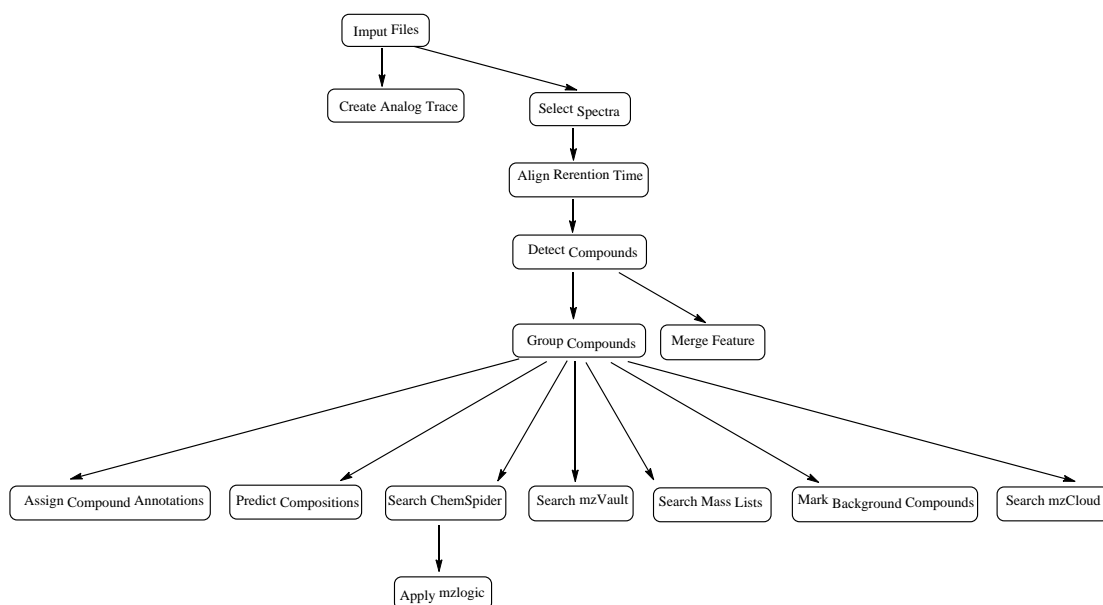 Imput Files
Create Analog Trace
Select Spectra
Align Rerention Time
Detect Compounds
Group Compounds
Merge Feature
Assign Compound Annotations
Predict Compositions
Search ChemSpider
Search mzVault
Search Mass Lists
Mark Background Compounds
Search mzCloud
Apply mzlogic